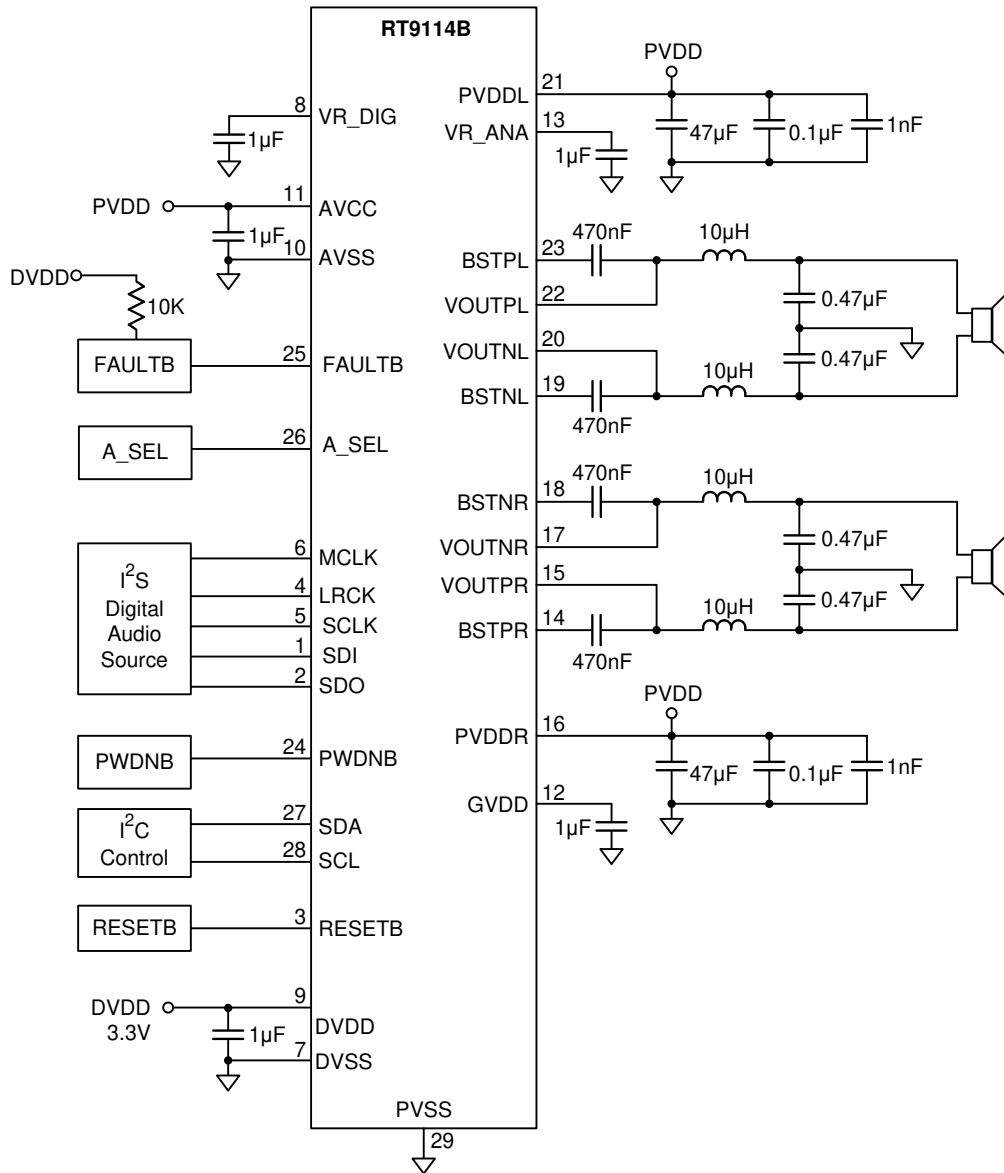 RT9114B
PVDD
21
PVDDL
8
VR_DIG
1µF
13
VR_ANA
1µF
47µF
0.1µF
1nF
PVDD
11
AVCC
1µF
10
AVSS
DVDD
10K
FAULTB
25
FAULTB
26
A_SEL
A_SEL
470nF
10µH
23
BSTPL
22
VOUTPL
0.47µF
20
VOUTNL
0.47µF
19
BSTNL
10µH
470nF
470nF
10µH
18
BSTNR
17
VOUTNR
0.47µF
15
VOUTPR
0.47µF
14
BSTPR
10µH
470nF
I²S
Digital
Audio
Source
6
MCLK
4
LRCK
5
SCLK
1
SDI
2
SDO
PWDNB
24
PWDNB
PVDD
16
PVDDR
47µF
0.1µF
1nF
12
GVDD
1µF
I²C
Control
27
SDA
28
SCL
RESETB
3
RESETB
DVDD
3.3V
9
DVDD
1µF
7
DVSS
PVSS
29